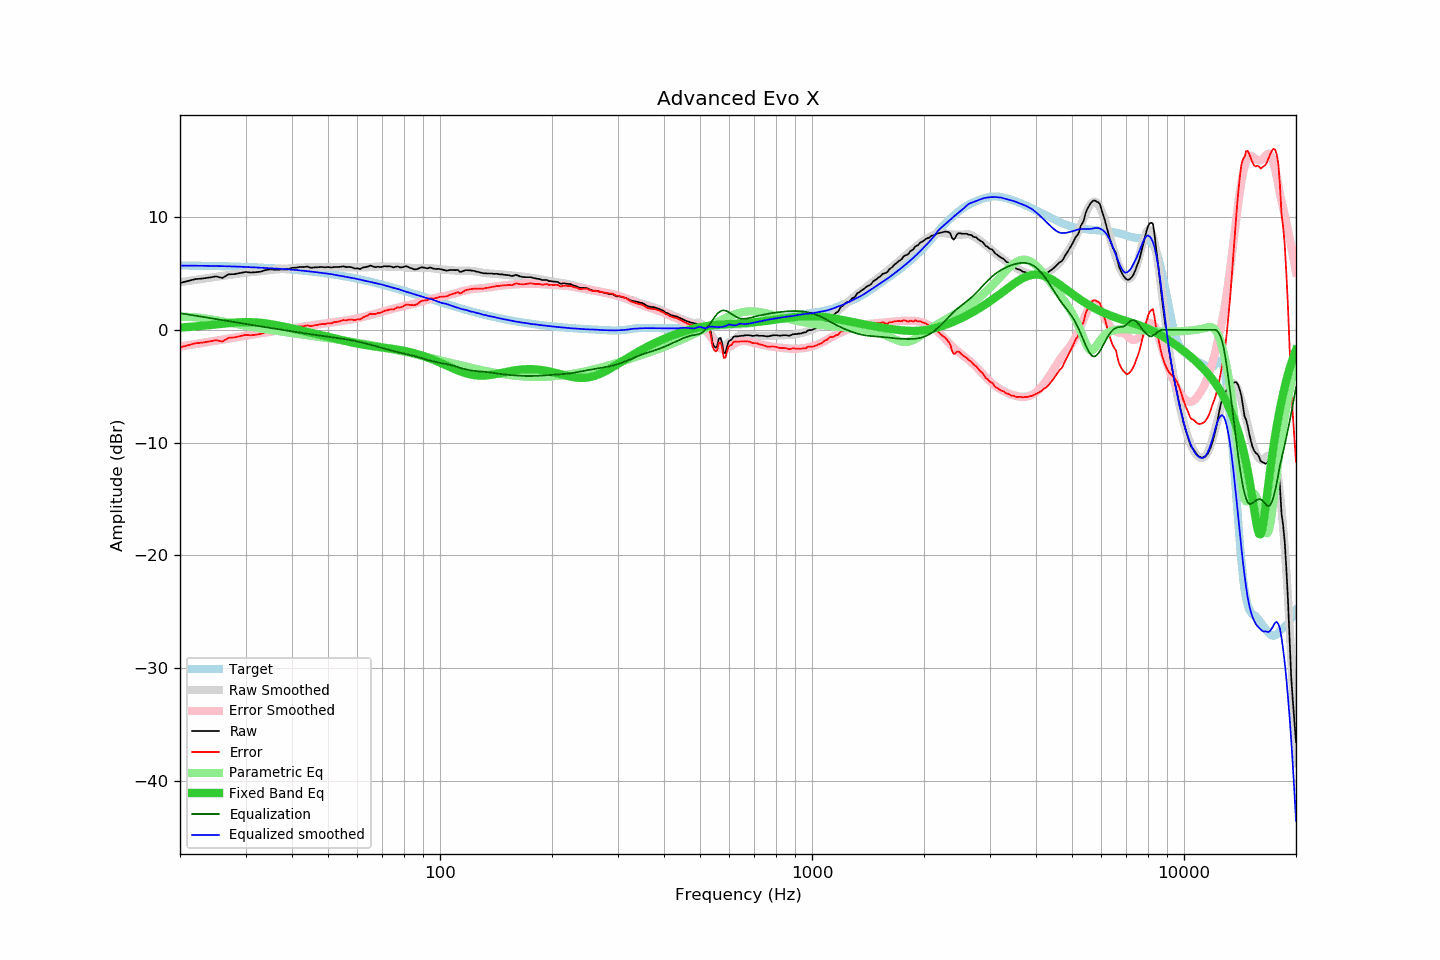 Advanced Evo X
10
0
−10
−20
−30
−40
Amplitude (dBr)
100
1000
10000
Frequency (Hz)
Target
Raw Smoothed
Error Smoothed
Raw
Error
Parametric Eq
Fixed Band Eq
Equalization
Equalized smoothed